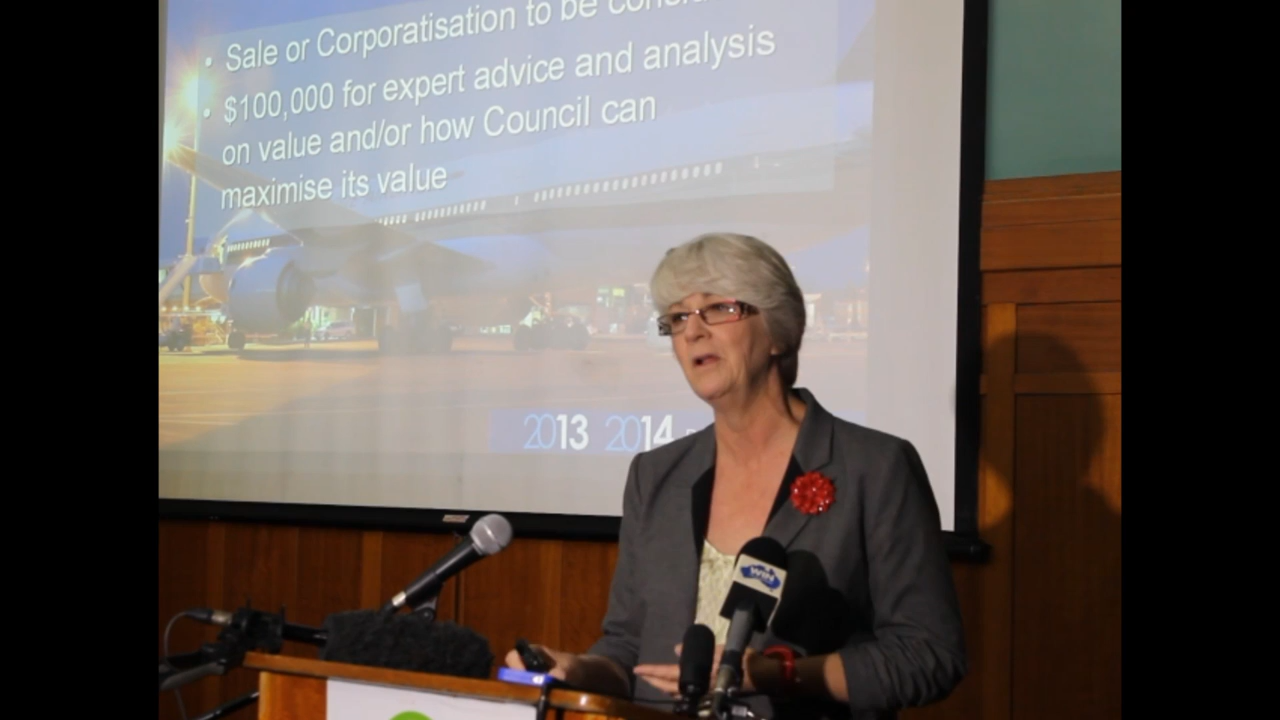 • Sale or Corporatisation to be
• $100,000 for expert advice and analysis
on value and/or how Council can
maximise its value
2013 2014
WIN